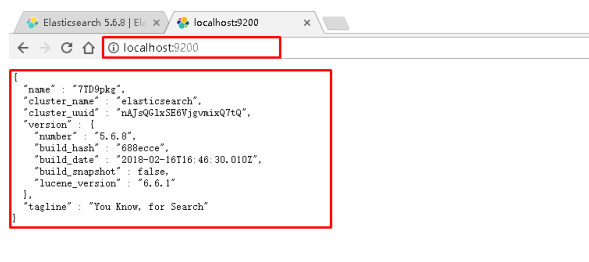 Elasticsearch 5.6.8 | Ela
localhost:9200
localhost:9200
{
"name" : "7TD9pkg",
"cluster_name" : "elasticsearch",
"cluster_uuid" : "nAJsQGlxSE6VjgvmixQ7tQ",
"version" : {
"number" : "5.6.8",
"build_hash" : "688ecce",
"build_date" : "2018-02-16T16:46:30.010Z",
"build_snapshot" : false,
"lucene_version" : "6.6.1"
},
"tagline" : "You Know, for Search"
}